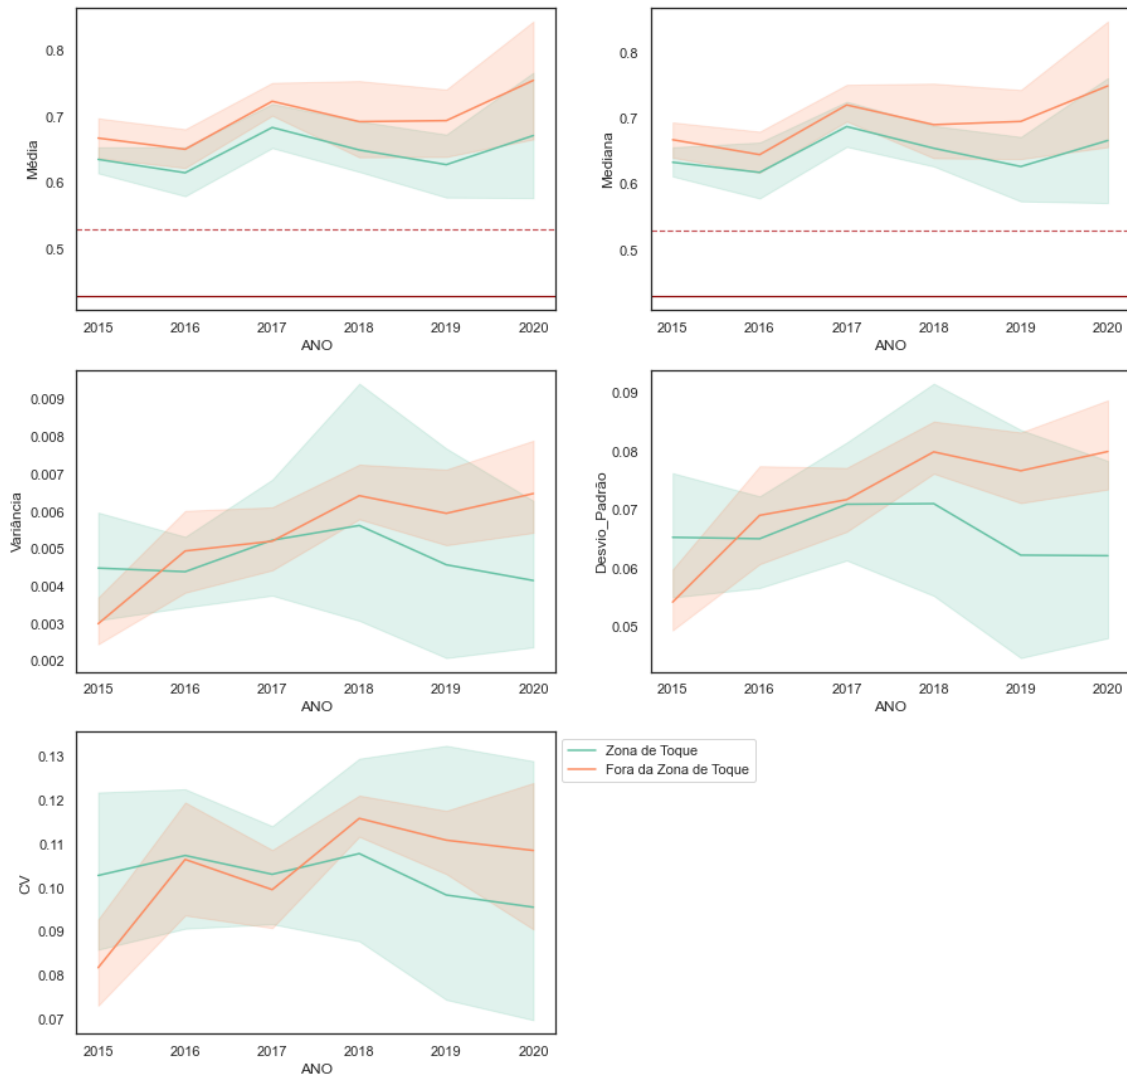 Média
0.8
0.7
0.6
0.5
2015 2016 2017 2018 2019 2020
ANO
Mediana
0.8
0.7
0.6
0.5
2015 2016 2017 2018 2019 2020
ANO
Variância
0.009
0.008
0.007
0.006
0.005
0.004
0.003
0.002
2015 2016 2017 2018 2019 2020
ANO
Desvio_Padrão
0.09
0.08
0.07
0.06
0.05
2015 2016 2017 2018 2019 2020
ANO
CV
0.13
0.12
0.11
0.10
0.09
0.08
0.07
2015 2016 2017 2018 2019 2020
ANO
Zona de Toque
Fora da Zona de Toque